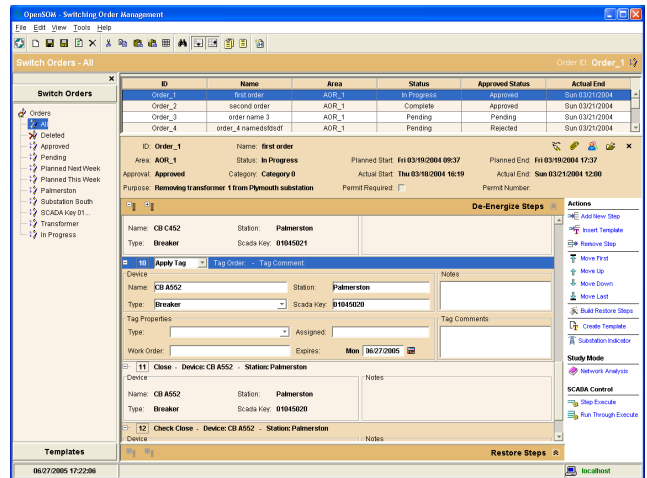 OpenSOM - Switching Order Management
File Edit View Tools Help
Switch Orders - All
Order ID: Order_1
Switch Orders
Orders
All
Deleted
Approved
Pending
Planned Next Week
Planned This Week
Palmerston
Substation South
SCADA Key 01...
Transformer
In Progress
Templates
ID Name Area Status Approved Status Actual End
Order_1 first order AOR_1 In Progress Approved Sun 03/21/2004
Order_2 second order AOR_1 Complete Approved Sun 03/21/2004
Order_3 order name 3 AOR_1 Pending Pending Sun 03/21/2004
Order_4 order_4 namedsfdsdf AOR_1 Pending Rejected Sun 03/21/2004
ID: Order_1 Name: first order
Area: AOR_1 Status: In Progress Planned Start: Fri 03/19/2004 09:37 Planned End: Fri 03/19/2004 17:37
Approval: Approved Category: Category 0 Actual Start: Thu 03/18/2004 16:19 Actual End: Sun 03/21/2004 12:00
Purpose: Removing transformer 1 from Plymouth substation Permit Required: Permit Number:
De-Energize Steps
Name: CB C452 Station: Palmerston
Type: Breaker Scada Key: 01045021
10 Apply Tag Tag Order: - Tag Comment:
Device Notes
Name: CB A552 Station: Palmerston
Type: Breaker Scada Key: 01045020
Tag Properties Tag Comments
Type: Assigned:
Work Order: Expires: Mon 06/27/2005
11 Close - Device: CB A552 - Station: Palmerston
Device Notes
Name: CB A552 Station: Palmerston
Type: Breaker Scada Key: 01045020
12 Check Close - Device: CB A552 - Station: Palmerston
Device Notes
Restore Steps
Actions
Add New Step
Insert Template
Remove Step
Move First
Move Up
Move Down
Move Last
Build Restore Steps
Create Template
Substation Indicator
Study Mode
Network Analysis
SCADA Control
Step Execute
Run Through Execute
06/27/2005 17:22:06
localhost